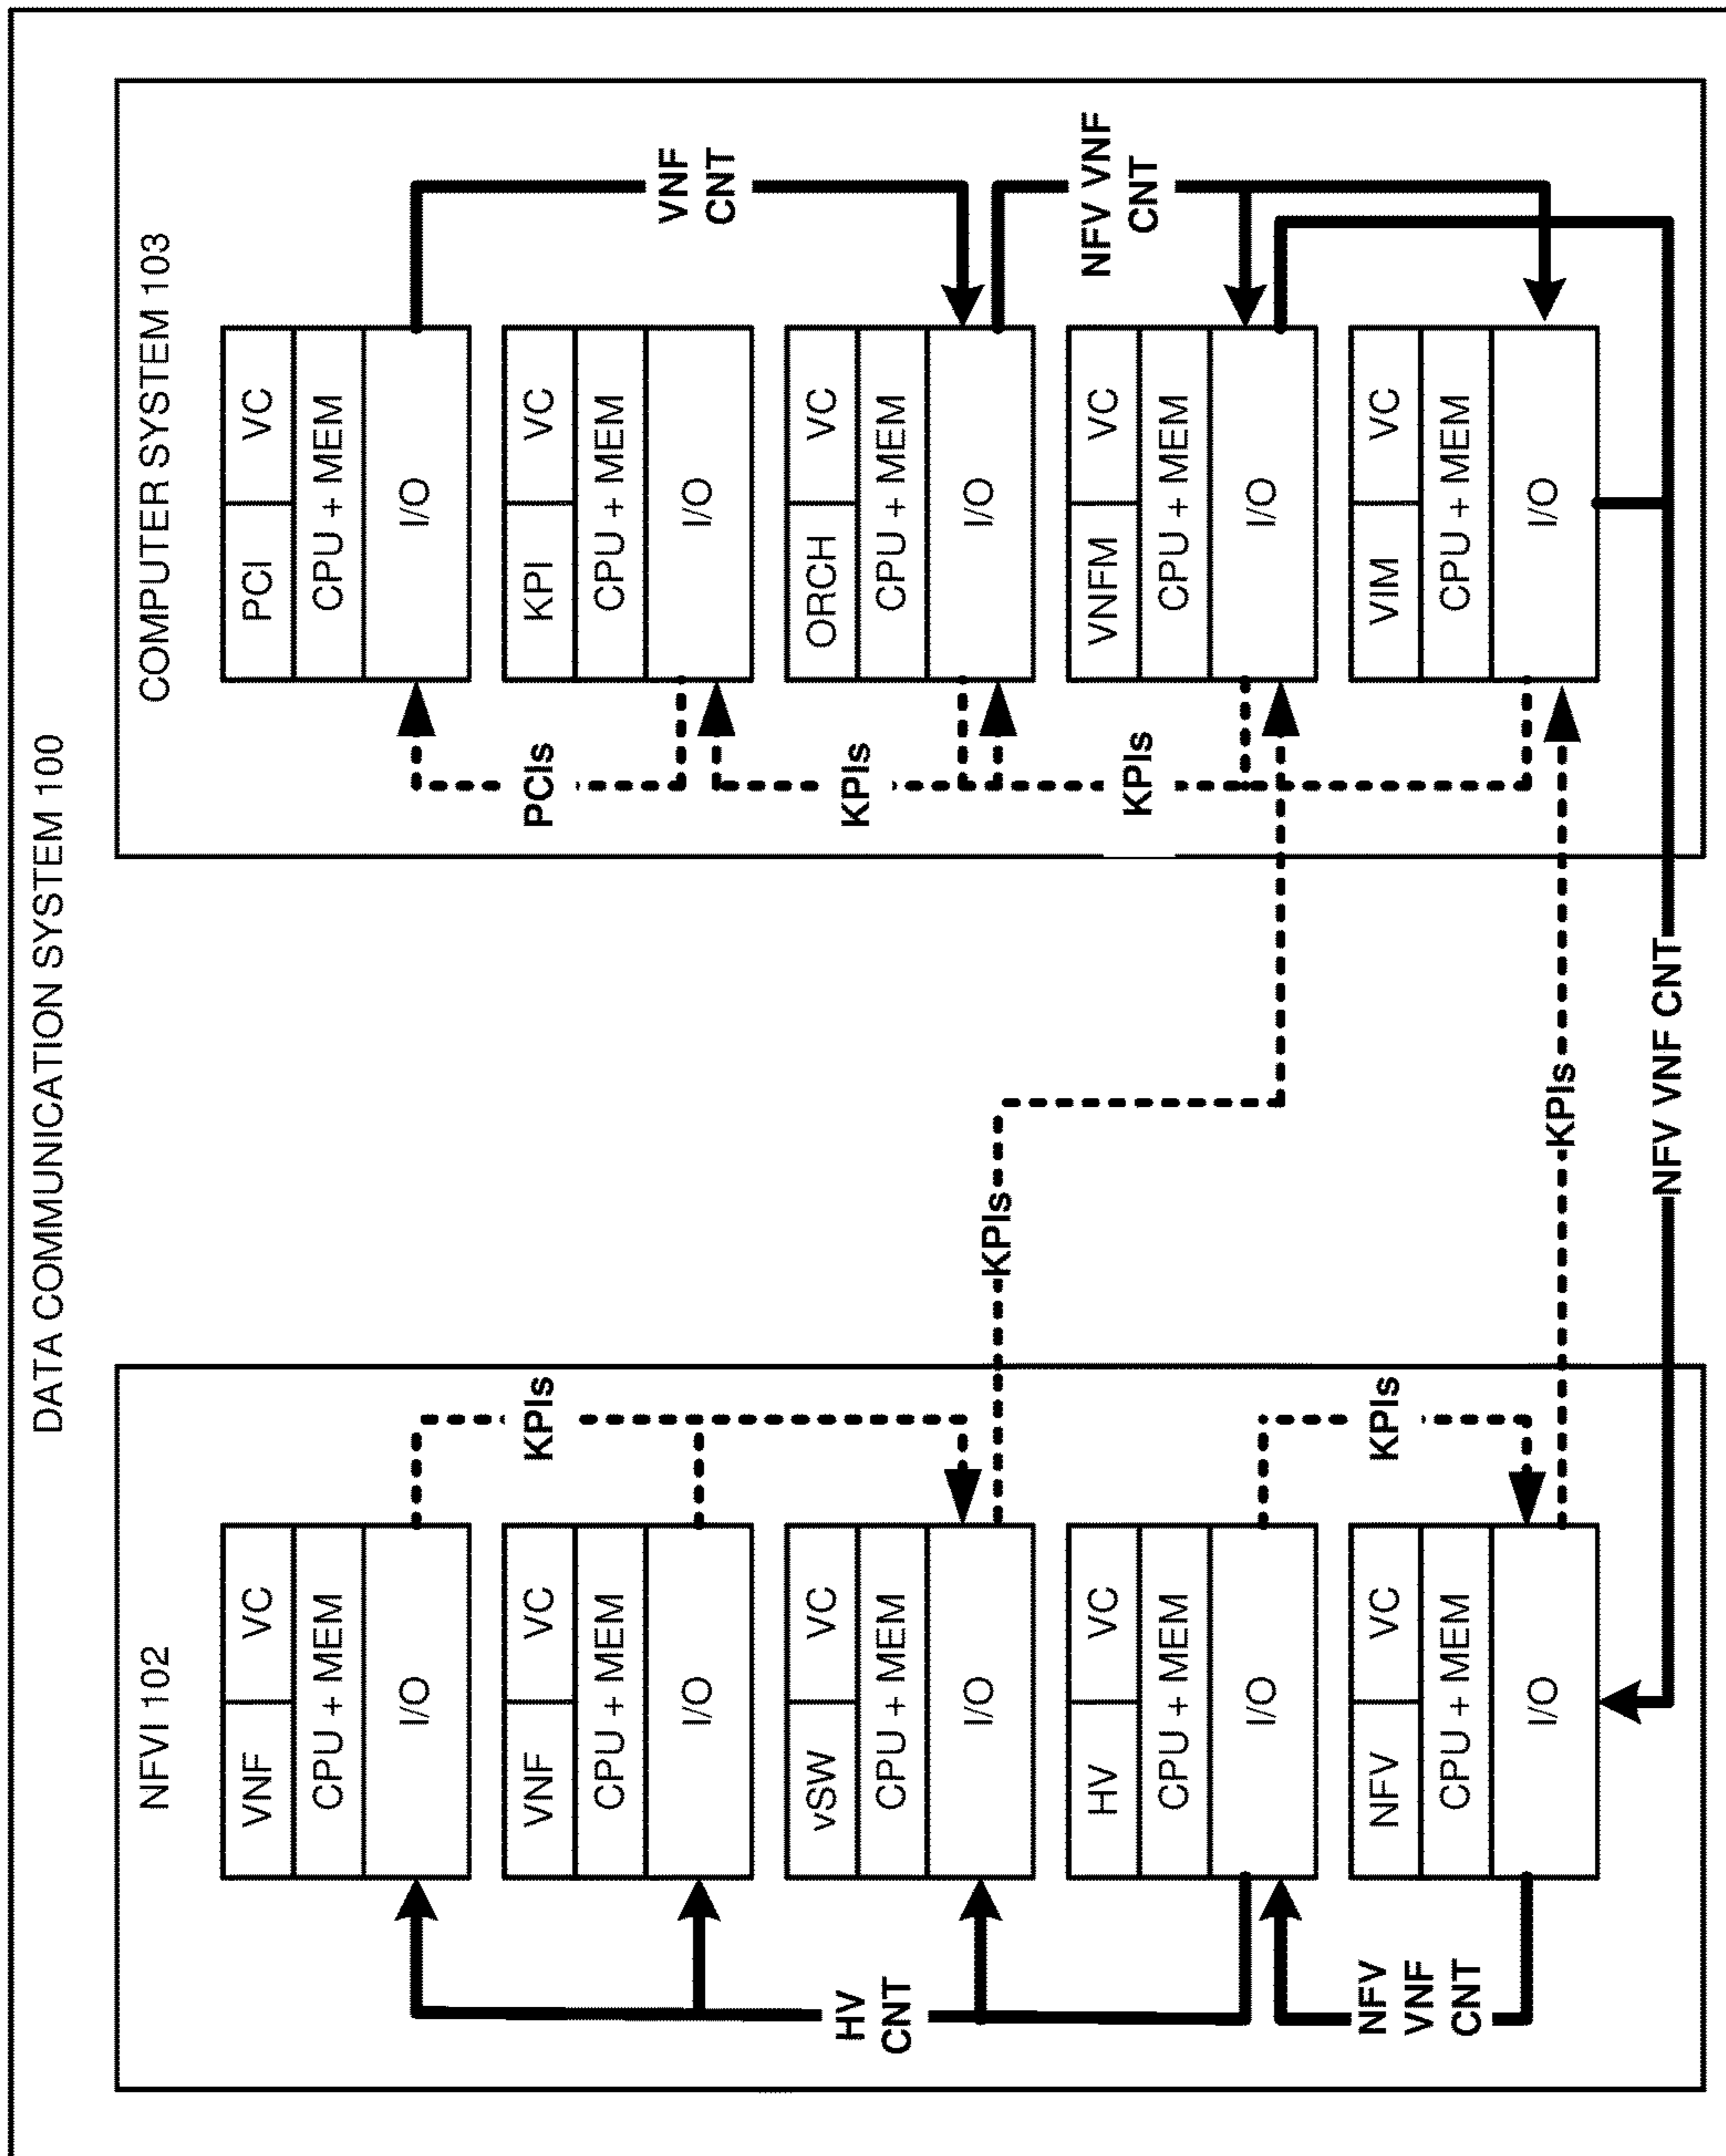 DATA COMMUNICATION SYSTEM 100
NFVI 102
VNF
VC
CPU + MEM
I/O
VNF
VC
CPU + MEM
I/O
vSW
VC
CPU + MEM
I/O
HV
VC
CPU + MEM
I/O
NFV
VC
CPU + MEM
I/O
HV
CNT
NFV
VNF
CNT
KPIs
KPIs
KPIs
KPIs
NFV VNF CNT
COMPUTER SYSTEM 103
PCI
VC
CPU + MEM
I/O
KPI
VC
CPU + MEM
I/O
ORCH
VC
CPU + MEM
I/O
VNFM
VC
CPU + MEM
I/O
VIM
VC
CPU + MEM
I/O
PCIs
KPIs
KPIs
VNF
CNT
NFV VNF
CNT